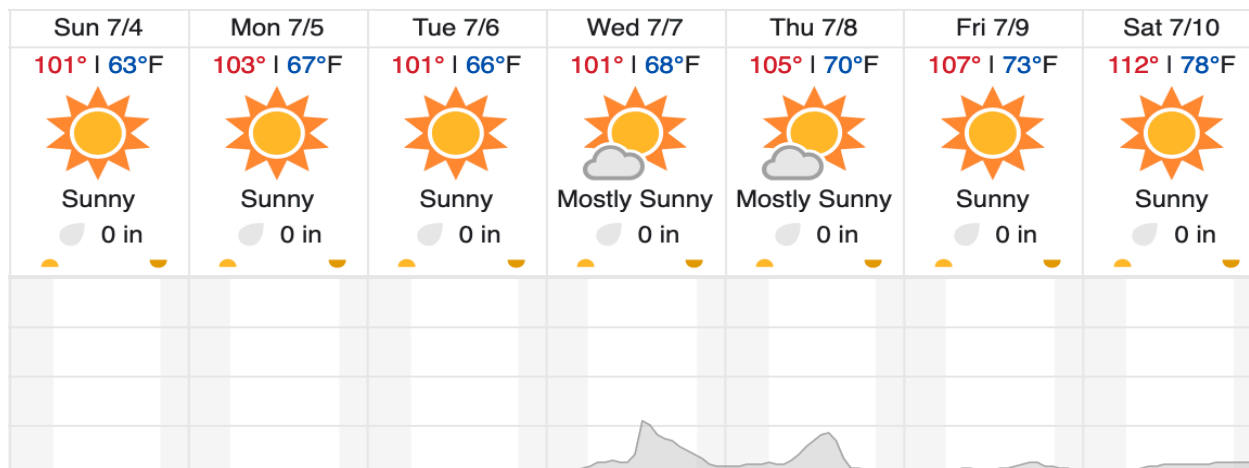 Sun 7/4 Mon 7/5 Tue 7/6 Wed 7/7 Thu 7/8 Fri 7/9 Sat 7/10
101° | 63°F 103° | 67°F 101° | 66°F 101° | 68°F 105° | 70°F 107° | 73°F 112° | 78°F
Sunny Sunny Sunny Mostly Sunny Mostly Sunny Sunny Sunny
0 in 0 in 0 in 0 in 0 in 0 in 0 in